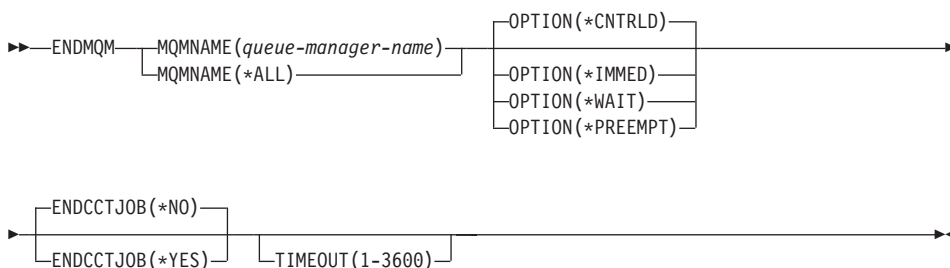 OPTION(*CNTRLD)
ENDMQM MQMNAME(queue-manager-name)
MQMNAME(*ALL) OPTION(*IMMED)
OPTION(*WAIT)
OPTION(*PREEMPT)
ENDCCTJOB(*NO)
ENDCCTJOB(*YES) TIMEOUT(1-3600)